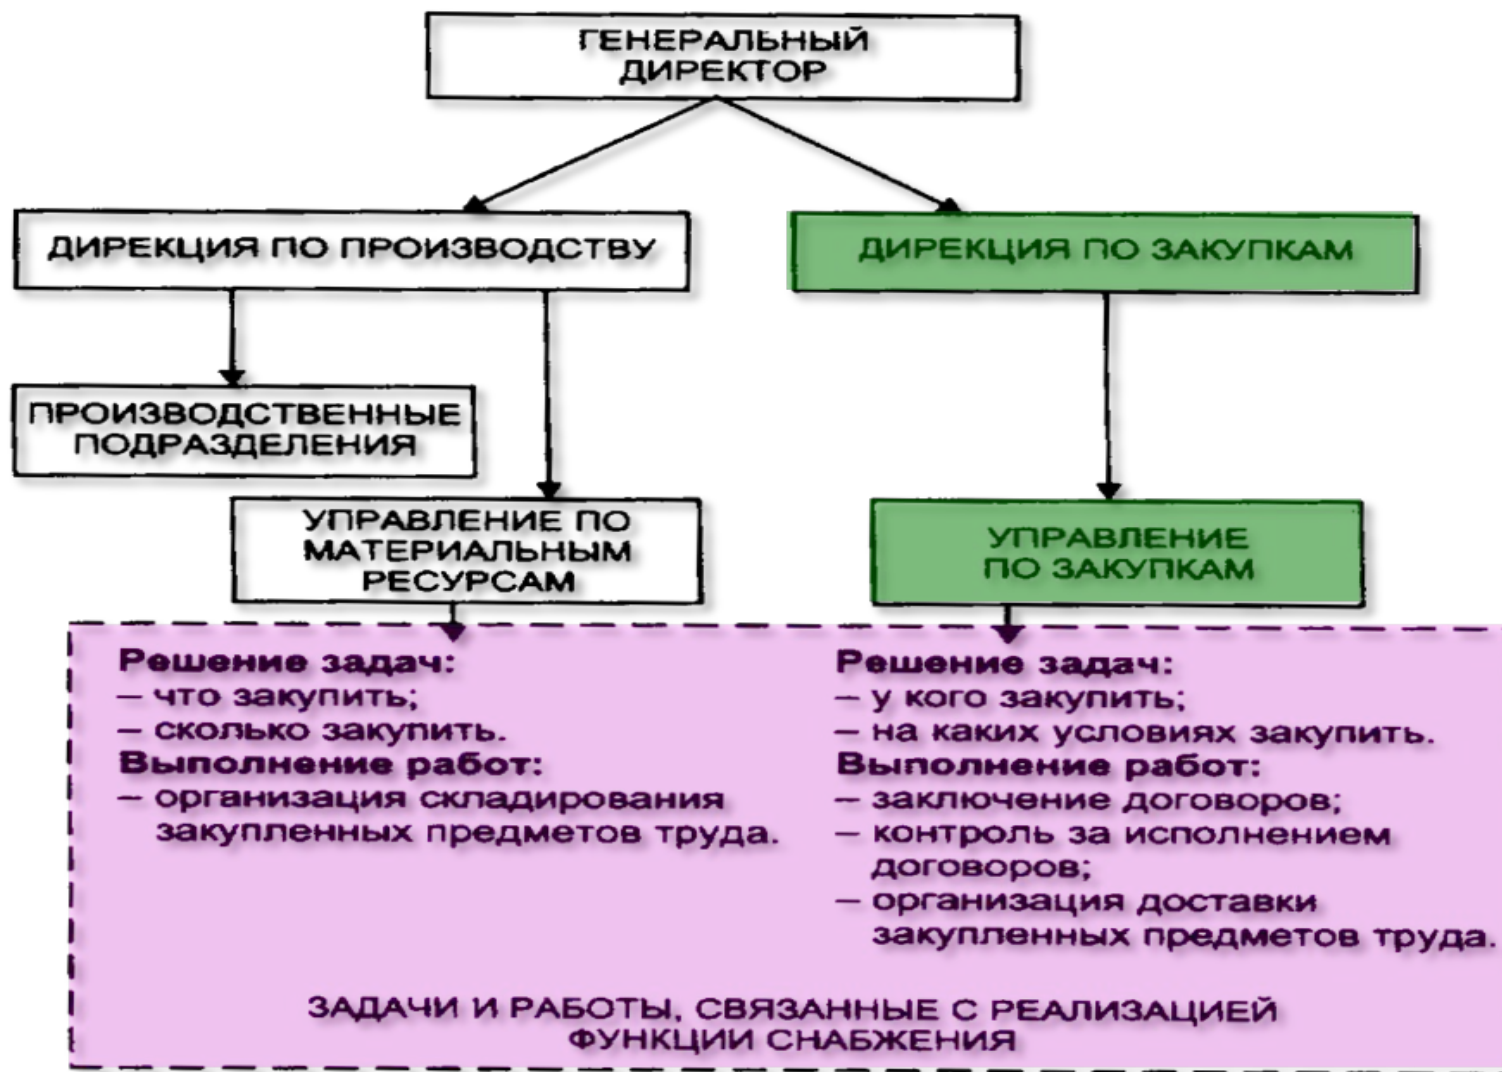 ГЕНЕРАЛЬНЫЙ
ДИРЕКТОР
ДИРЕКЦИЯ ПО ПРОИЗВОДСТВУ
ДИРЕКЦИЯ ПО ЗАКУПКАМ
ПРОИЗВОДСТВЕННЫЕ
ПОДРАЗДЕЛЕНИЯ
УПРАВЛЕНИЕ ПО
МАТЕРИАЛЬНЫМ
РЕСУРСАМ
УПРАВЛЕНИЕ
ПО ЗАКУПКАМ
Решение задач:
– что закупить;
– сколько закупить.
Выполнение работ:
– организация складирования
закупленных предметов труда.
Решение задач:
– у кого закупить;
– на каких условиях закупить.
Выполнение работ:
– заключение договоров;
– контроль за исполнением
договоров;
– организация доставки
закупленных предметов труда.
ЗАДАЧИ И РАБОТЫ, СВЯЗАННЫЕ С РЕАЛИЗАЦИЕЙ
ФУНКЦИИ СНАБЖЕНИЯ